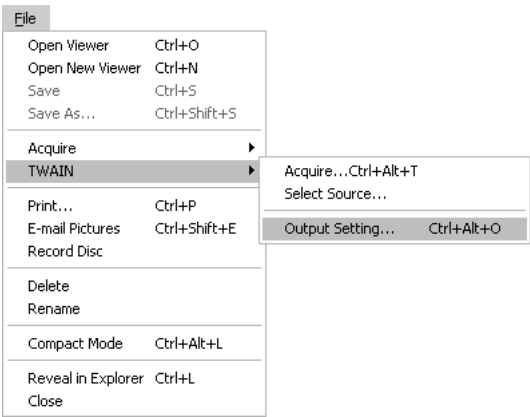 File
Open Viewer Ctrl+O
Open New Viewer Ctrl+N
Save Ctrl+S
Save As... Ctrl+Shift+S
Acquire
TWAIN
Print... Ctrl+P
E-mail Pictures Ctrl+Shift+E
Record Disc
Delete
Rename
Compact Mode Ctrl+Alt+L
Reveal in Explorer Ctrl+L
Close
Acquire...Ctrl+Alt+T
Select Source...
Output Setting... Ctrl+Alt+O